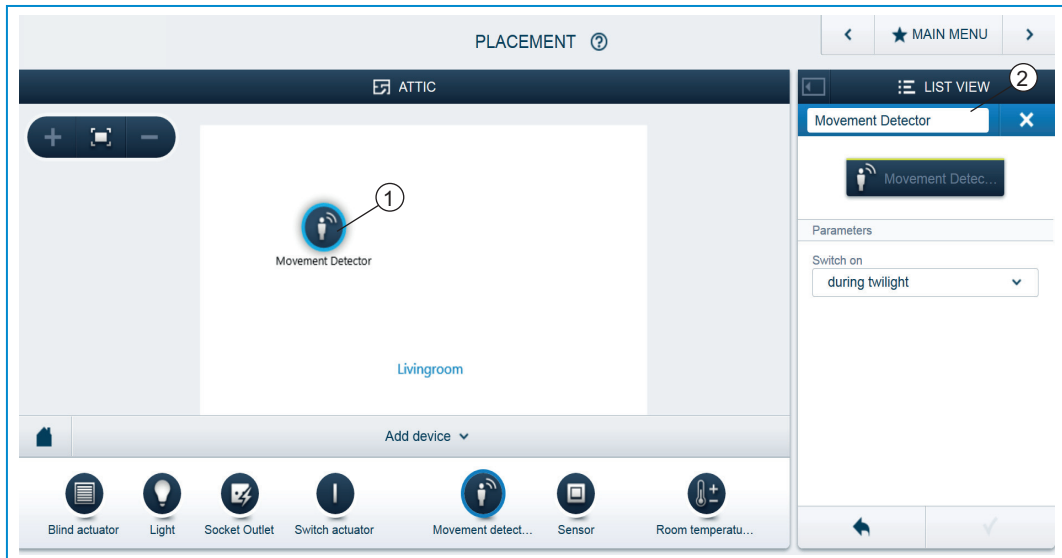 PLACEMENT ?
< ★ MAIN MENU >
ATTIC
LIST VIEW
2
Movement Detector
Movement Detec...
1
Movement Detector
Parameters
Switch on
during twilight
Livingroom
Add device
Blind actuator
Light
Socket Outlet
Switch actuator
Movement detect...
Sensor
Room temperatu...